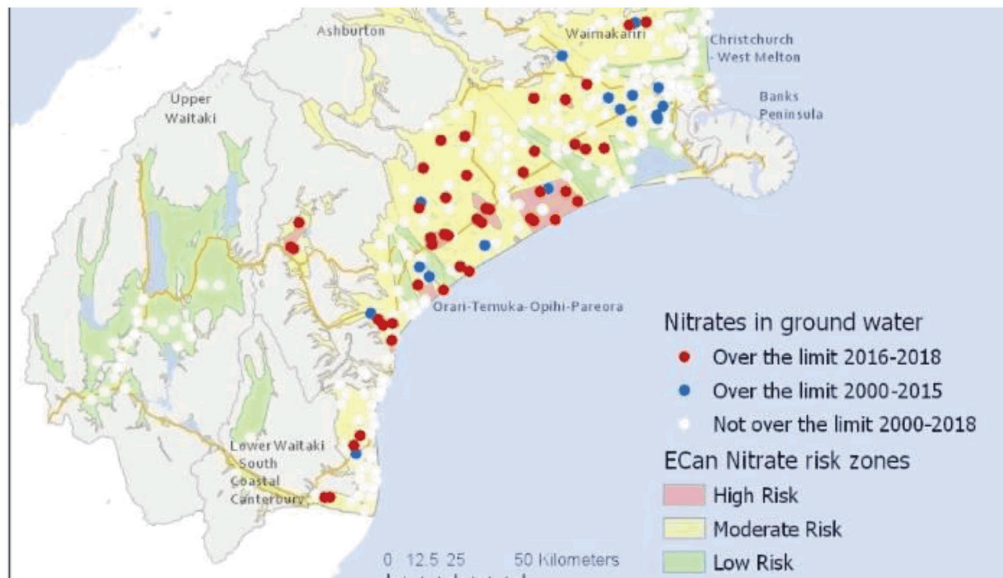 Ashburton
Waimakariri
Christchurch
- West Melton
Upper
Waitaki
Banks
Peninsula
Orari-Temuka-Opihi-Pareora
Lower Waitaki
- South
Coastal
Canterbury
Nitrates in ground water
Over the limit 2016-2018
Over the limit 2000-2015
Not over the limit 2000-2018
ECan Nitrate risk zones
High Risk
Moderate Risk
Low Risk
0 12.5 25 50 Kilometers